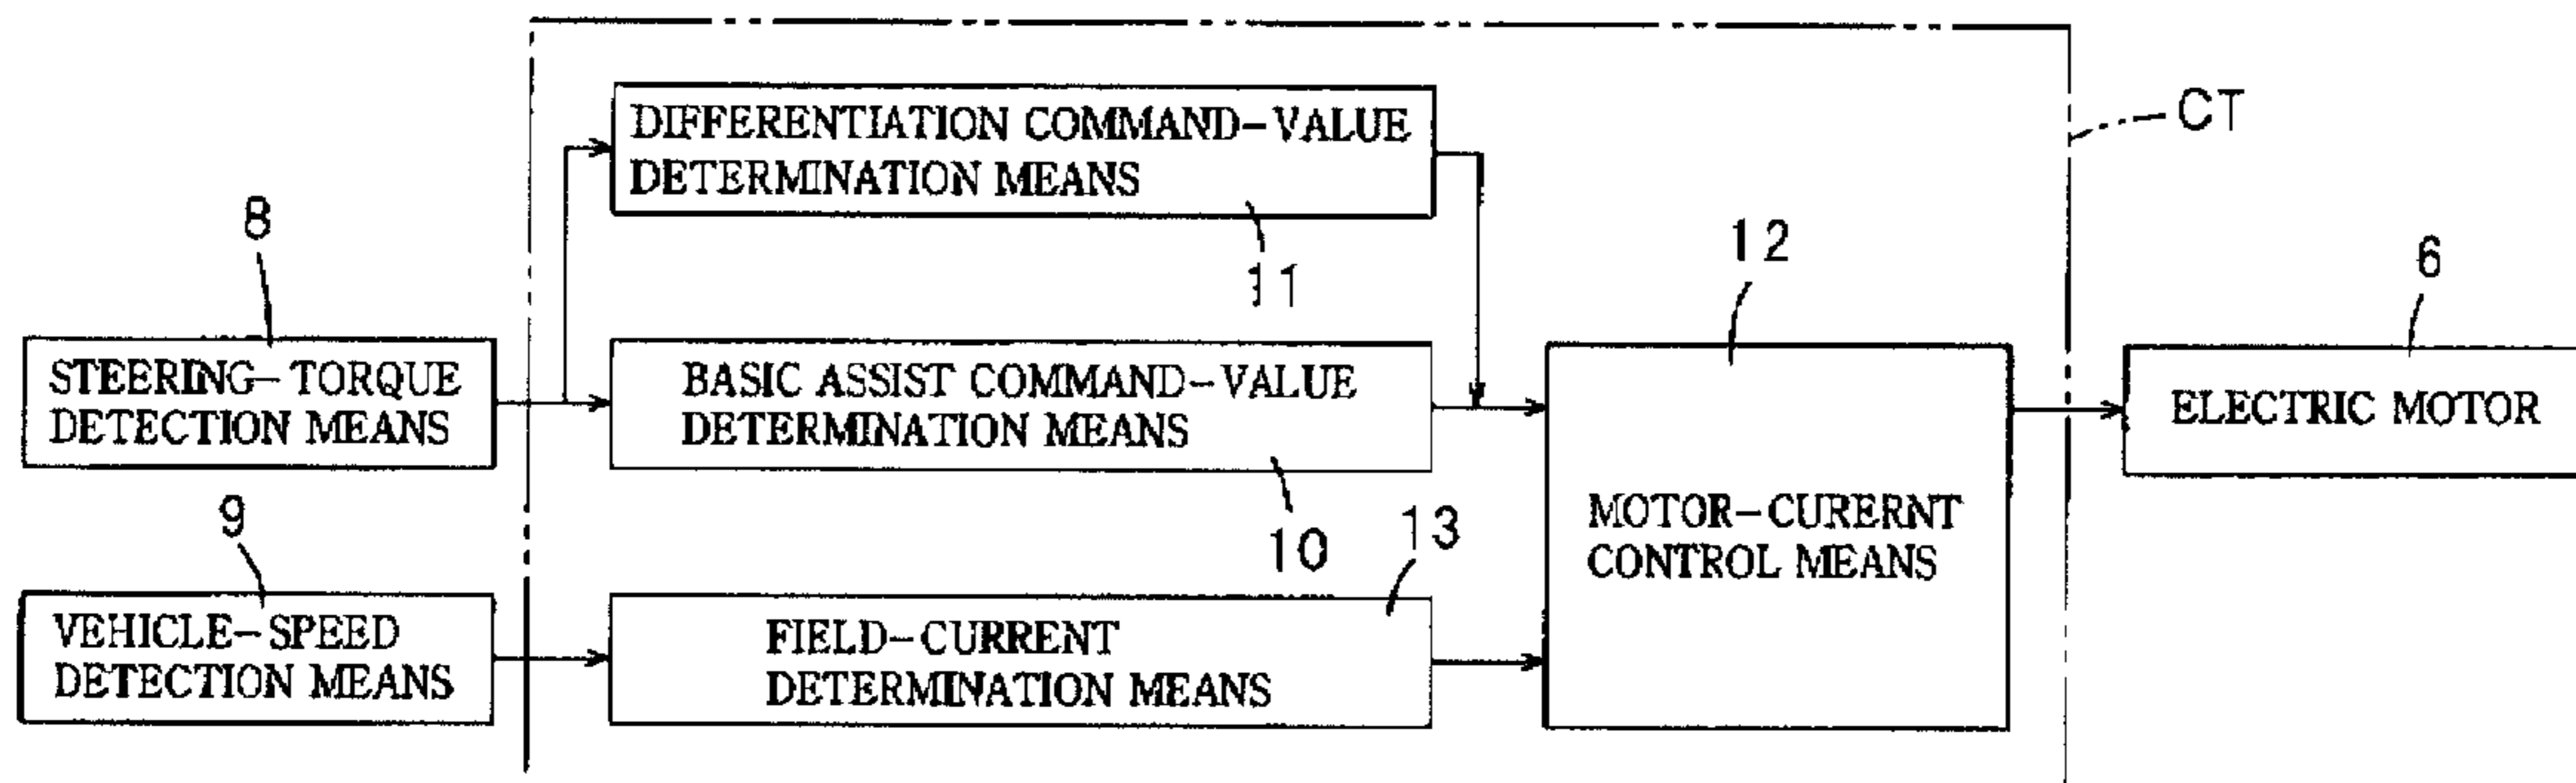 CT
DIFFERENTIATION COMMAND-VALUE
DETERMINATION MEANS
11
8
STEERING-TORQUE
DETECTION MEANS
BASIC ASSIST COMMAND-VALUE
DETERMINATION MEANS
10
12
MOTOR-CURERNT
CONTROL MEANS
6
ELECTRIC MOTOR
9
VEHICLE-SPEED
DETECTION MEANS
13
FIELD-CURRENT
DETERMINATION MEANS